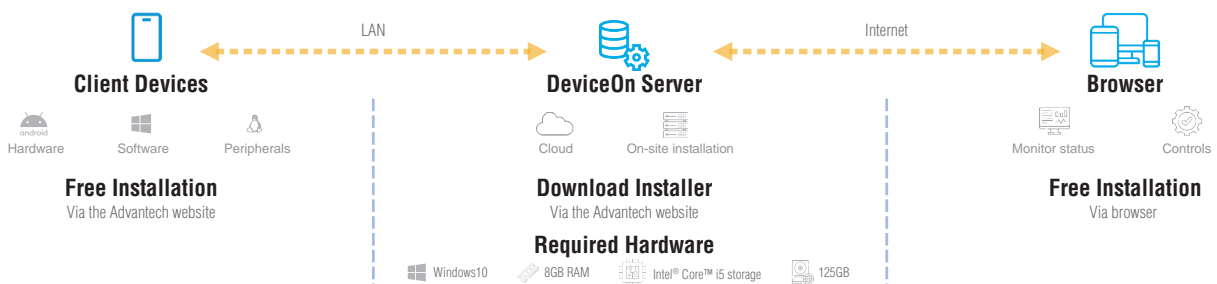 LAN
Internet
Client Devices
DeviceOn Server
Browser
android
Hardware
Software
Peripherals
Cloud
On-site installation
Monitor status
Controls
Free Installation
Via the Advantech website
Download Installer
Via the Advantech website
Free Installation
Via browser
Required Hardware
Windows10
8GB RAM
Intel® Core™ i5 storage
125GB